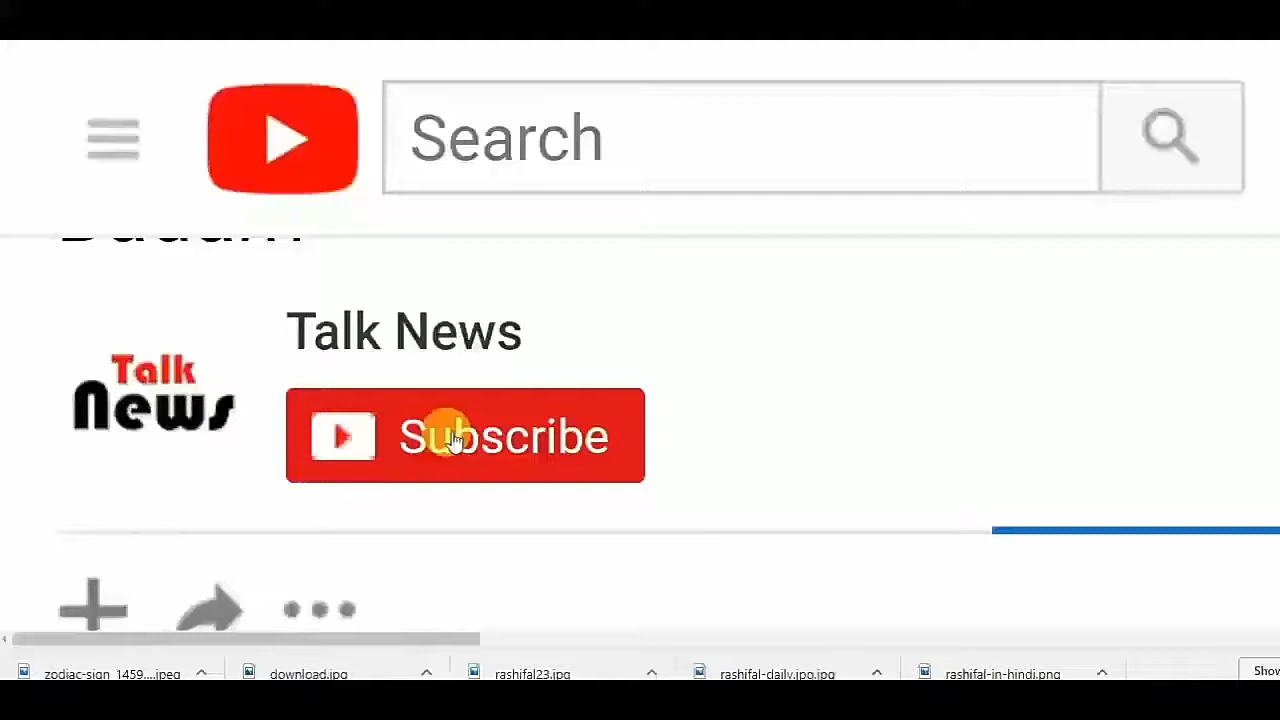 Search
Talk News
Talk
News
Subscribe
zodiac-sign_1459....jpeg
download.jpg
rashifal23.jpg
rashifal-daily.jpg.jpg
rashifal-in-hindi.png
Show